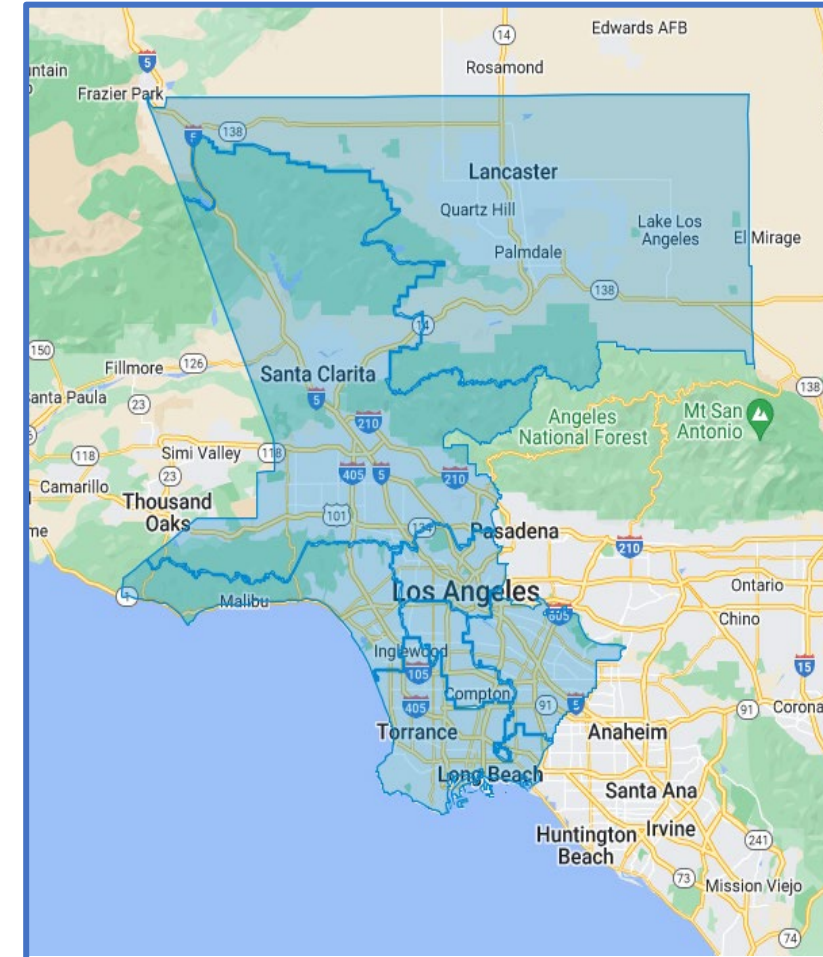 Edwards AFB
14
Rosamond
5
Frazier Park
138
5
Lancaster
Quartz Hill
Lake Los
Angeles
El Mirage
Palmdale
138
14
150
Fillmore
126
Santa Clarita
5
138
23
210
Angeles
National Forest
Mt San
Antonio
118
Simi Valley
118
23
405
5
210
Camarillo
Thousand
Oaks
101
134
Pasadena
210
1
Malibu
Los Angeles
605
Ontario
Chino
Inglewood
105
15
Compton
405
91
5
91
Corona
Torrance
Anaheim
Long Beach
Santa Ana
Huntington
Beach
Irvine
241
73
Mission Viejo
74